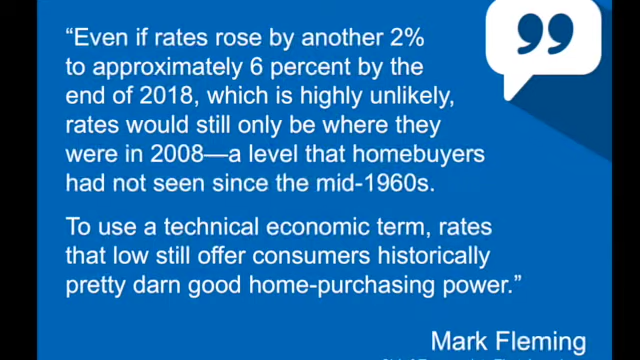 “Even if rates rose by another 2%
to approximately 6 percent by the
end of 2018, which is highly unlikely,
rates would still only be where they
were in 2008—a level that homebuyers
had not seen since the mid-1960s.
To use a technical economic term, rates
that low still offer consumers historically
pretty darn good home-purchasing power.”
Mark Fleming